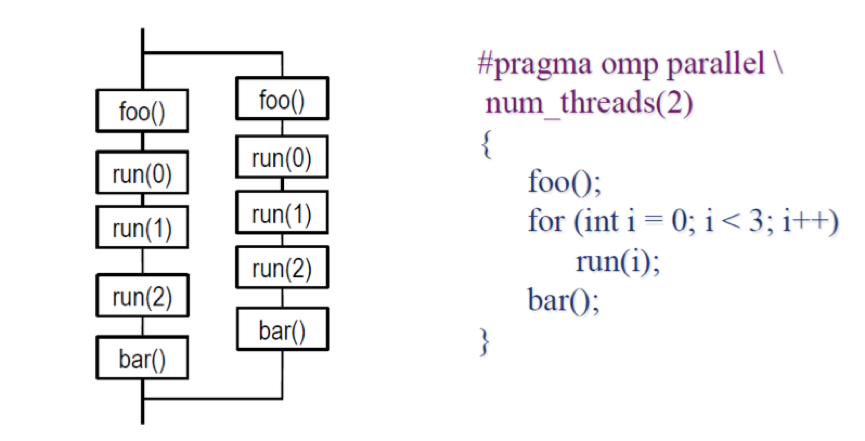 foo()
run(0)
run(1)
run(2)
bar()
foo()
run(0)
run(1)
run(2)
bar()
#pragma omp parallel \
num_threads(2)
{
foo();
for (int i = 0; i < 3; i++)
run(i);
bar();
}